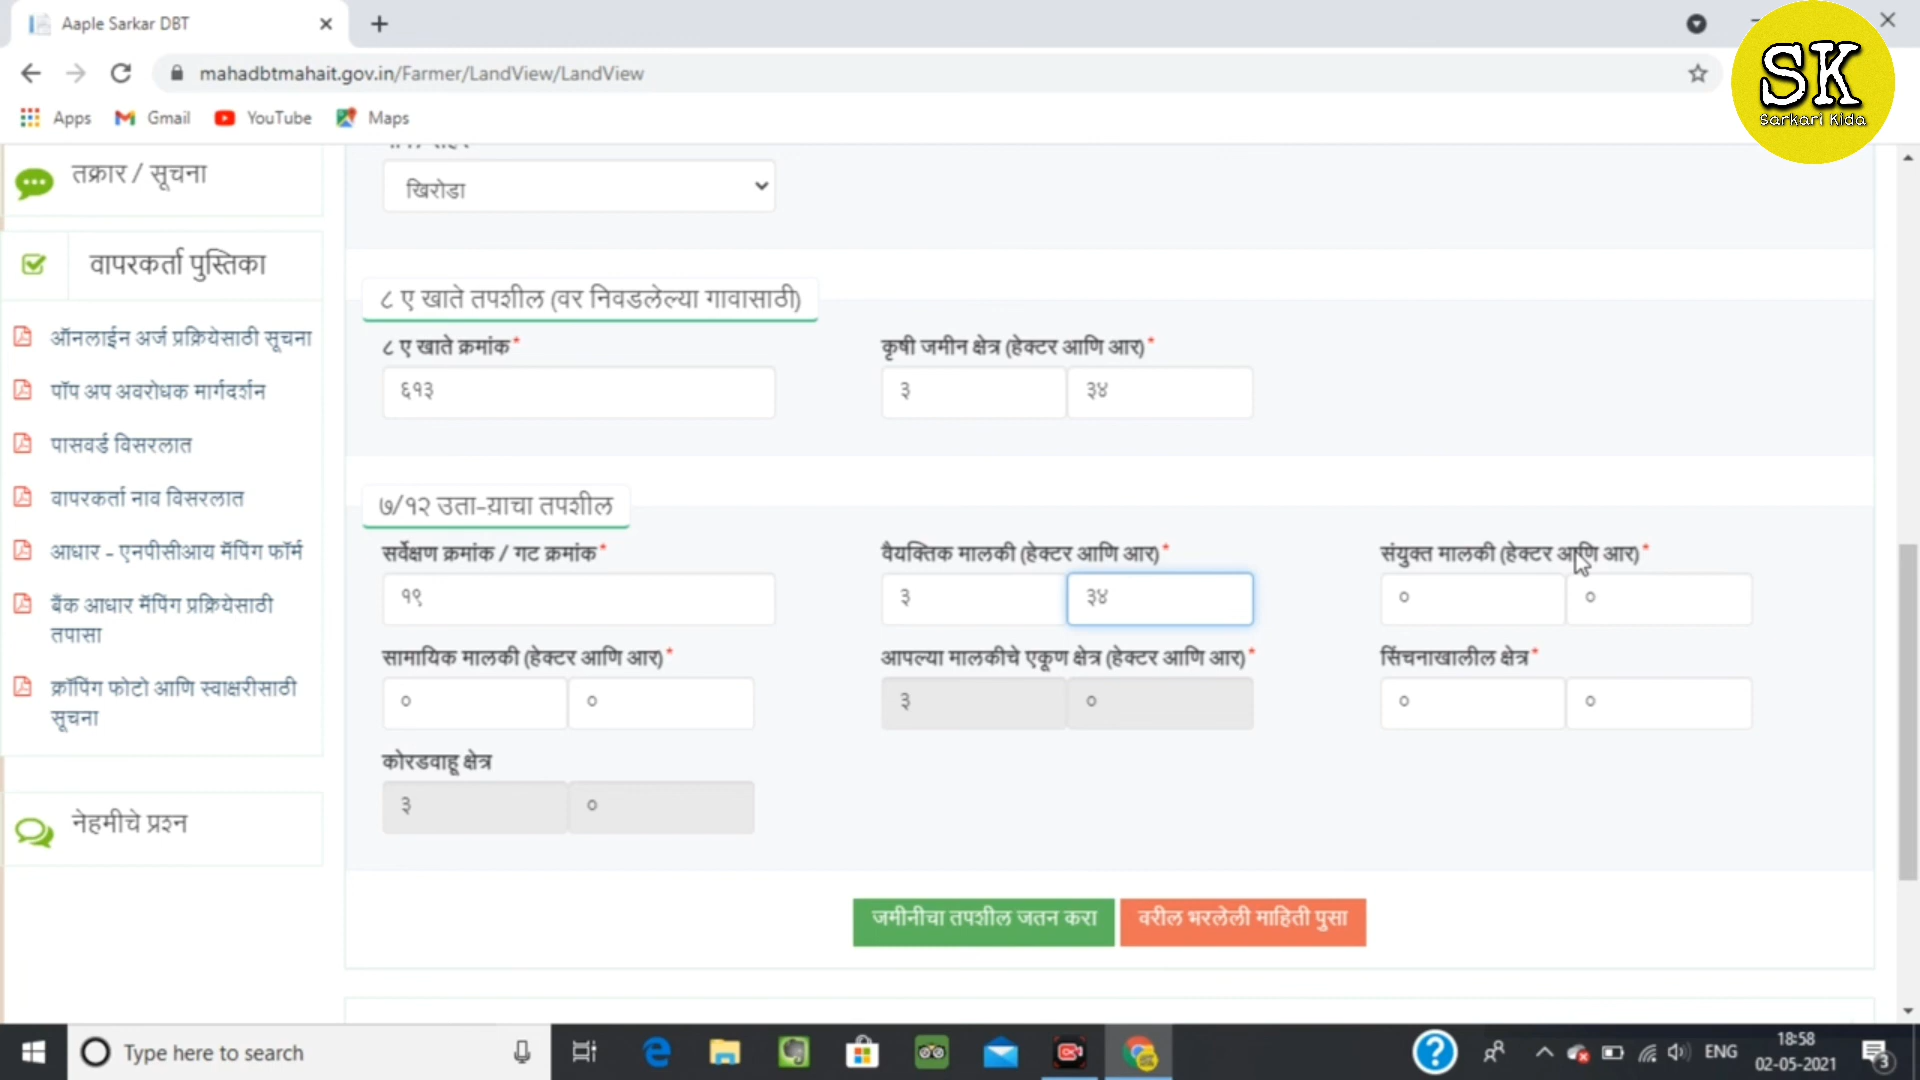 Aaple Sarkar DBT
mahadbtmahait.gov.in/Farmer/LandView/LandView
SK
Sarkari Kida
Apps
Gmail
YouTube
Maps
तक्रार / सूचना
वापरकर्ता पुस्तिका
ऑनलाईन अर्ज प्रक्रियेसाठी सूचना
पॉप अप अवरोधक मार्गदर्शन
पासवर्ड विसरलात
वापरकर्ता नाव विसरलात
आधार - एनपीसीआय मॅपिंग फॉर्म
बैंक आधार मॅपिंग प्रक्रियेसाठी
तपासा
क्रॉपिंग फोटो आणि स्वाक्षरीसाठी
सूचना
नेहमीचे प्रश्न
खिरोडा
८ ए खाते तपशील (वर निवडलेल्या गावासाठी)
८ ए खाते क्रमांक*
कृषी जमीन क्षेत्र (हेक्टर आणि आर)*
६१३
३
३४
७/१२ उता-याचा तपशील
सर्वेक्षण क्रमांक / गट क्रमांक*
वैयक्तिक मालकी (हेक्टर आणि आर)*
संयुक्त मालकी (हेक्टर आणि आर)*
१९
३
३४
०
०
सामायिक मालकी (हेक्टर आणि आर)*
आपल्या मालकीचे एकूण क्षेत्र (हेक्टर आणि आर)*
सिंचनाखालील क्षेत्र*
०
०
३
०
०
०
कोरडवाहू क्षेत्र
३
०
जमीनीचा तपशील जतन करा
वरील भरलेली माहिती पुसा
Type here to search
ENG
18:58
02-05-2021
3